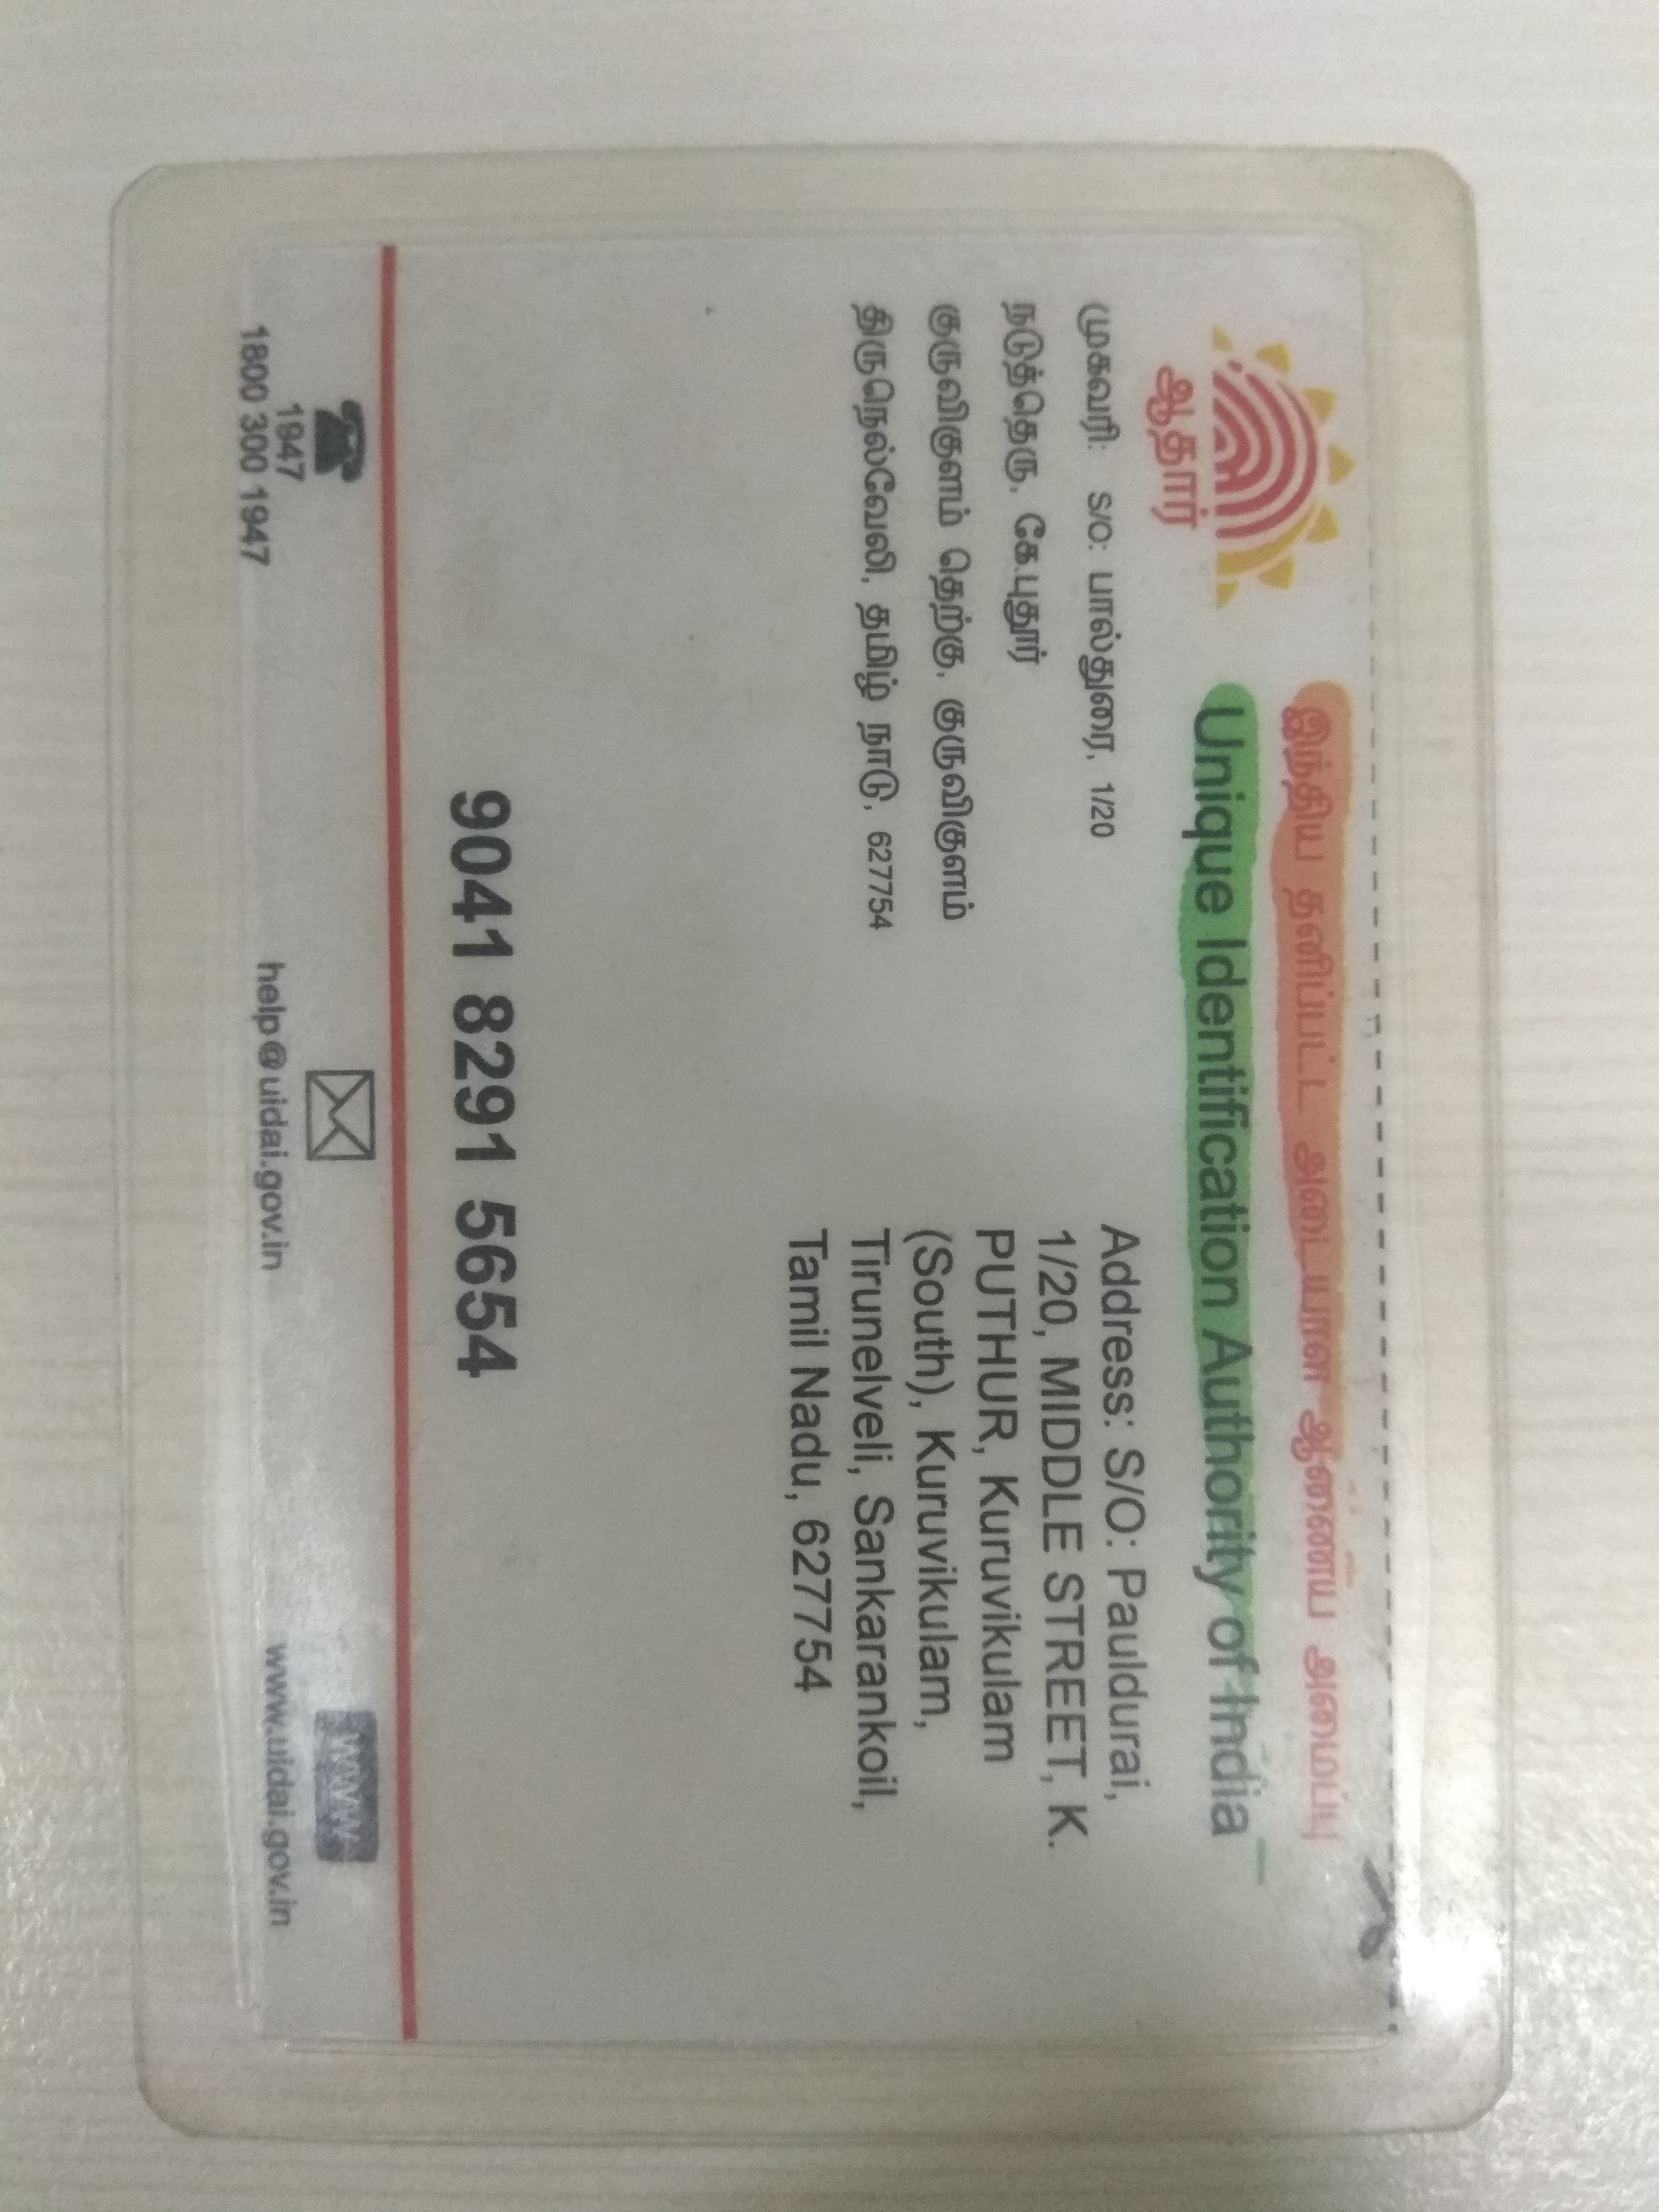 இந்திய தனிப்பட்ட அடையாள ஆணைய அமைப்பு
Unique Identification Authority of India
ஆதார்
முகவரி: S/O: பால்துரை, 1/20
நடுத்தெரு, கே.புதூர்
குருவிகுளம் தெற்கு, குருவிகுளம்
திருநெல்வேலி, தமிழ் நாடு, 627754
Address: S/O: Pauldurai,
1/20, MIDDLE STREET, K.
PUTHUR, Kuruvikulam
(South), Kuruvikulam,
Tirunelveli, Sankarankoil,
Tamil Nadu, 627754
9041 8291 5654
1947
1800 300 1947
help@uidai.gov.in
WWW
www.uidai.gov.in